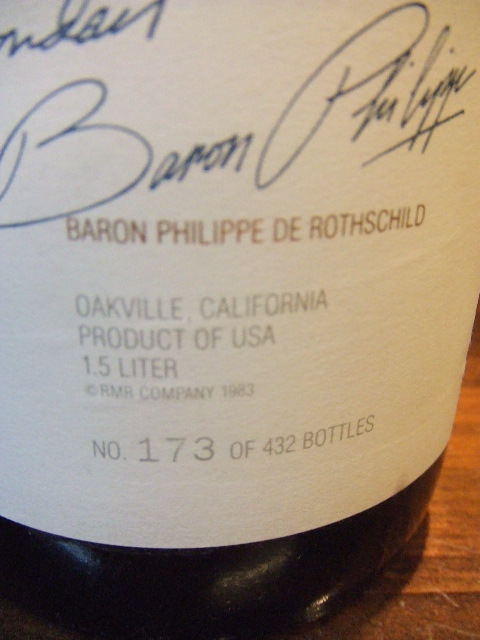 Baron Philippe
BARON PHILIPPE DE ROTHSCHILD
OAKVILLE, CALIFORNIA
PRODUCT OF USA
1.5 LITER
© RMR COMPANY 1983
NO. 173 OF 432 BOTTLES